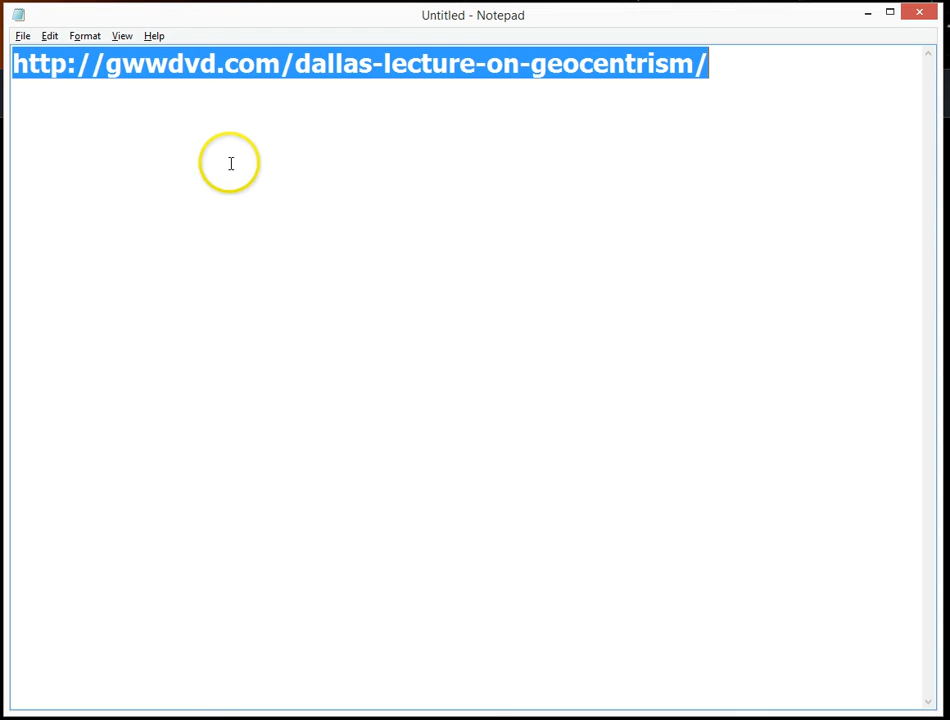 Untitled - Notepad
File Edit Format View Help
http://gwwdvd.com/dallas-lecture-on-geocentrism/